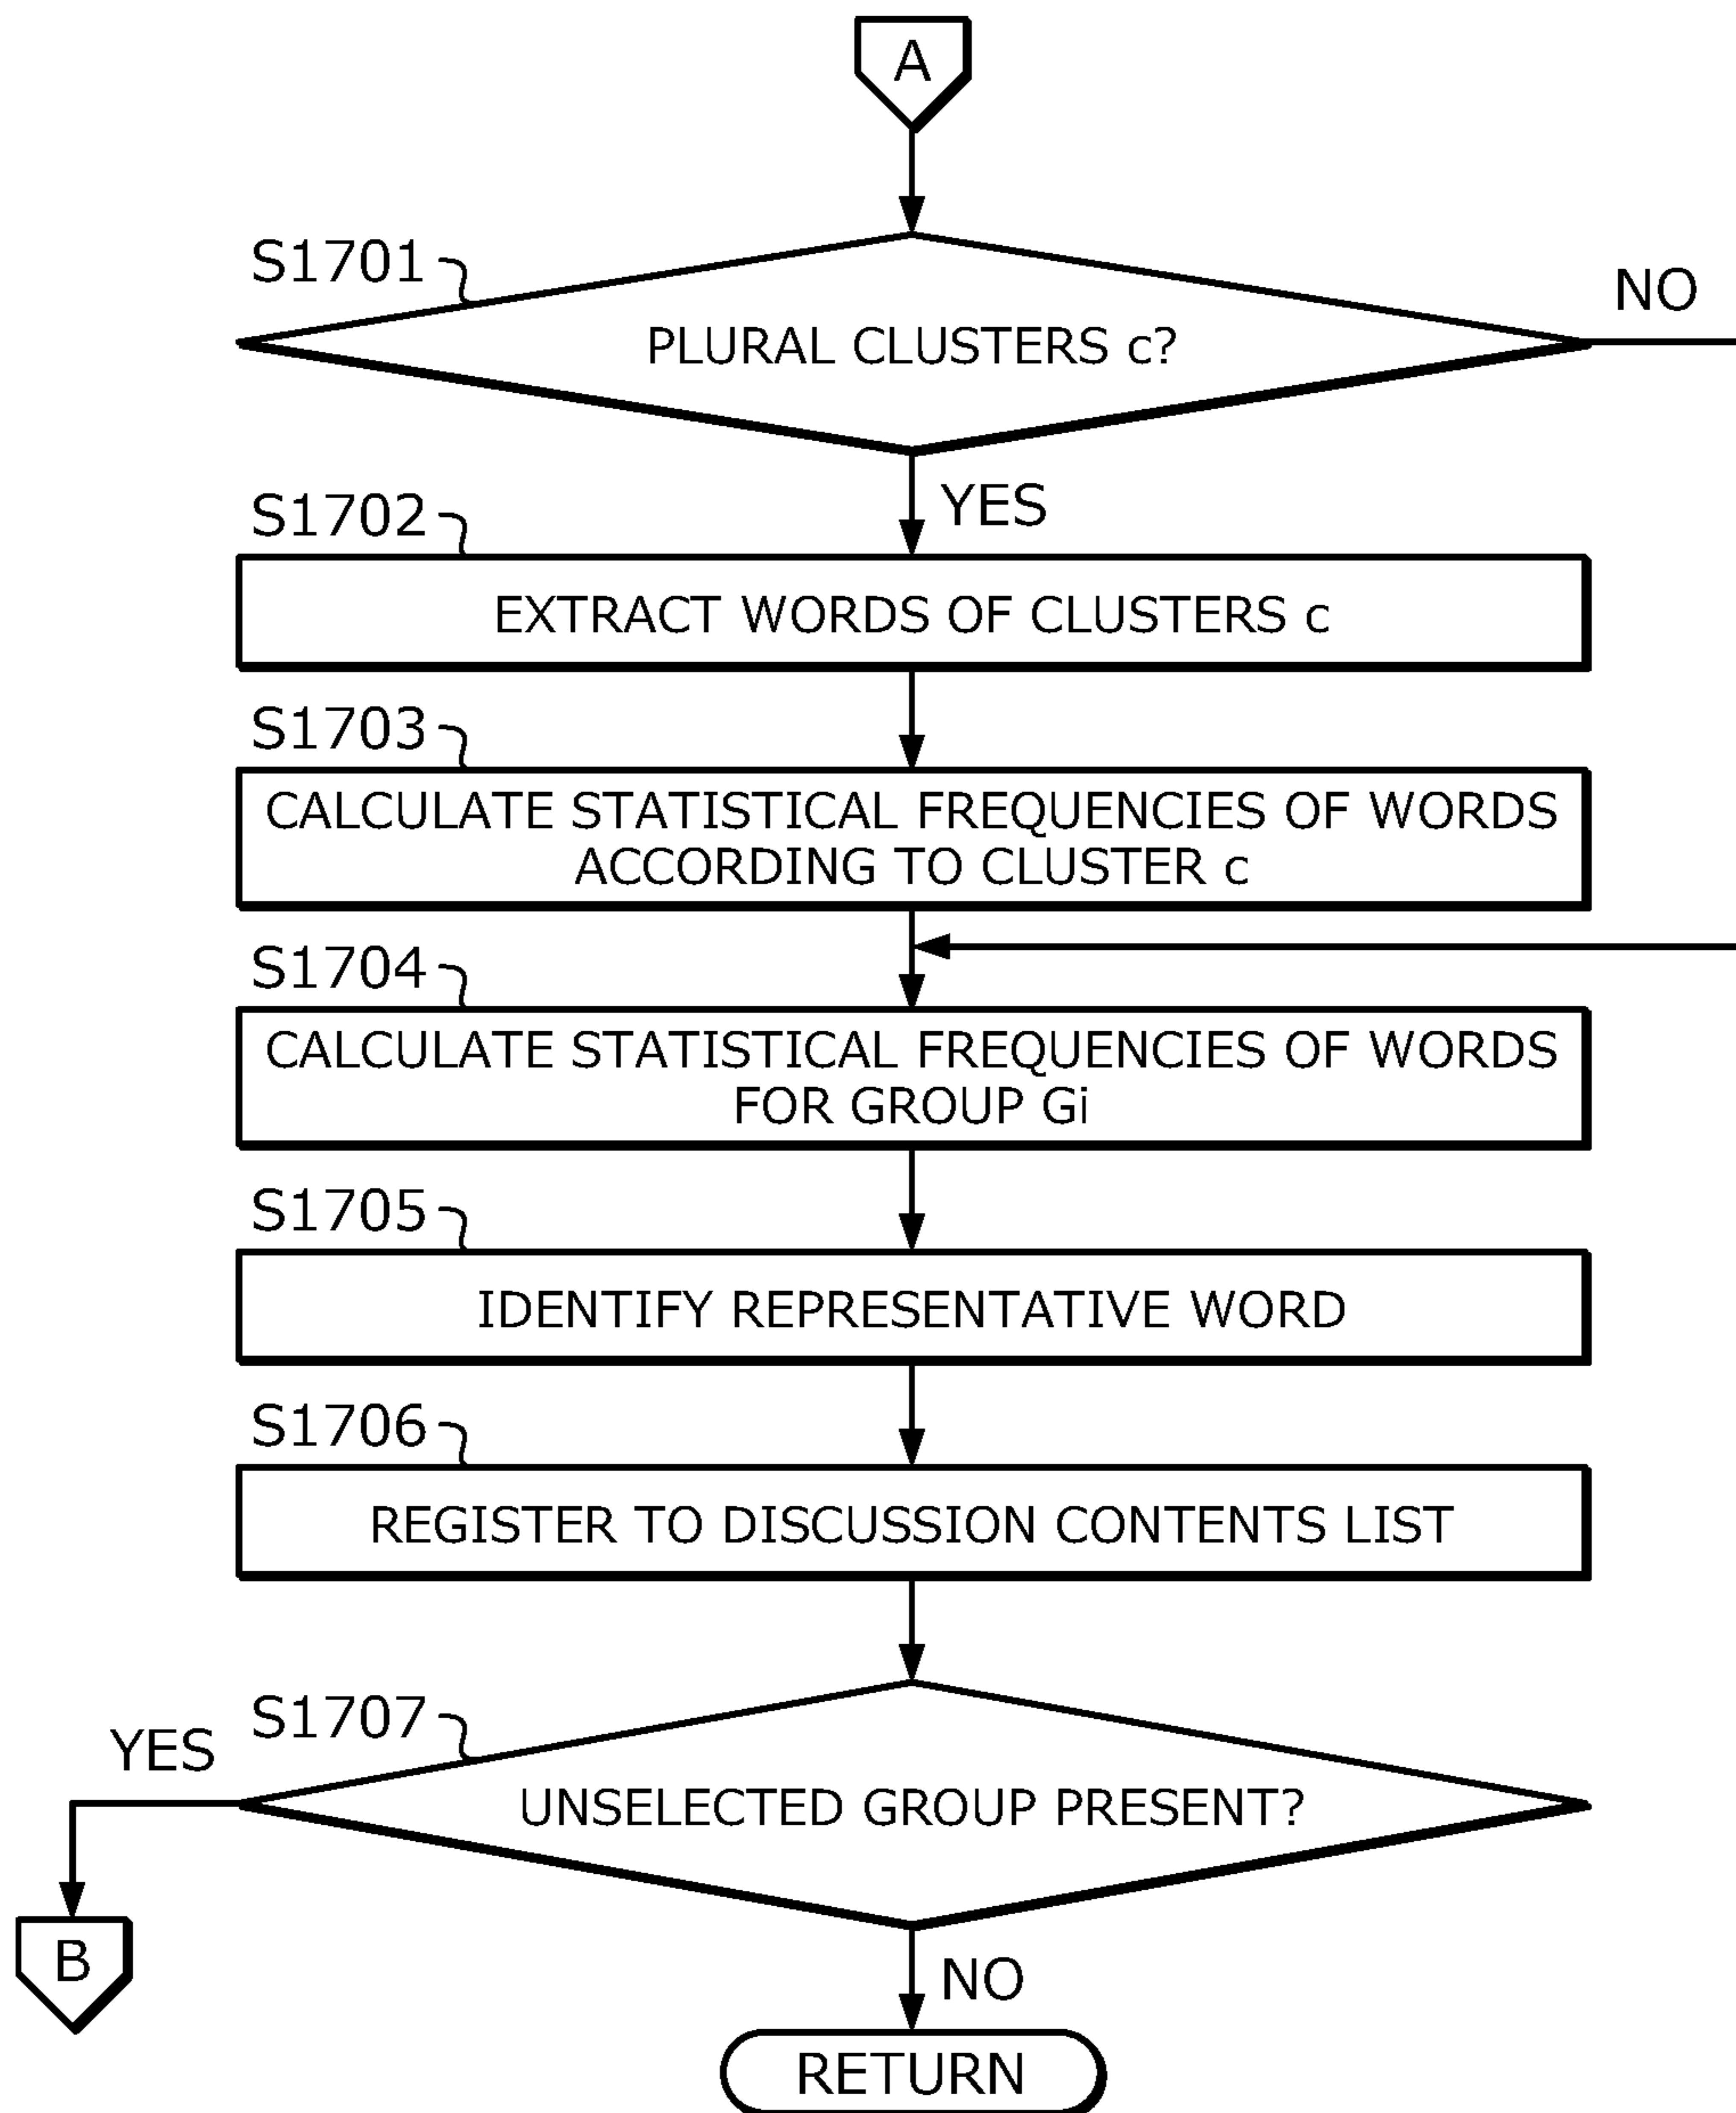 A
S1701
PLURAL CLUSTERS c?
NO
YES
S1702
EXTRACT WORDS OF CLUSTERS c
S1703
CALCULATE STATISTICAL FREQUENCIES OF WORDS
ACCORDING TO CLUSTER c
S1704
CALCULATE STATISTICAL FREQUENCIES OF WORDS
FOR GROUP Gi
S1705
IDENTIFY REPRESENTATIVE WORD
S1706
REGISTER TO DISCUSSION CONTENTS LIST
S1707
YES
UNSELECTED GROUP PRESENT?
B
NO
RETURN